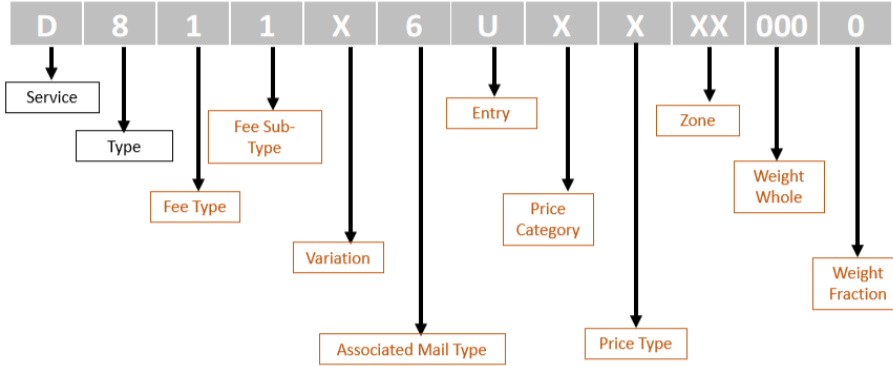 D 8 1 1 X 6 U X X XX 000 0
Service
Type
Fee Type
Fee Sub-
Type
Variation
Associated Mail Type
Entry
Price
Category
Price Type
Zone
Weight
Whole
Weight
Fraction